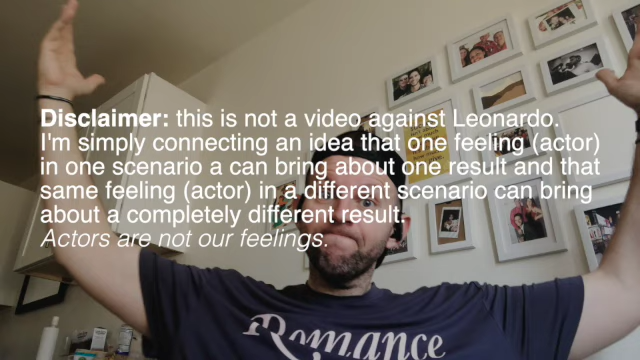 Disclaimer: this is not a video against Leonardo.
I'm simply connecting an idea that one feeling (actor)
in one scenario a can bring about one result and that
same feeling (actor) in a different scenario can bring
about a completely different result.
Actors are not our feelings.
Romance